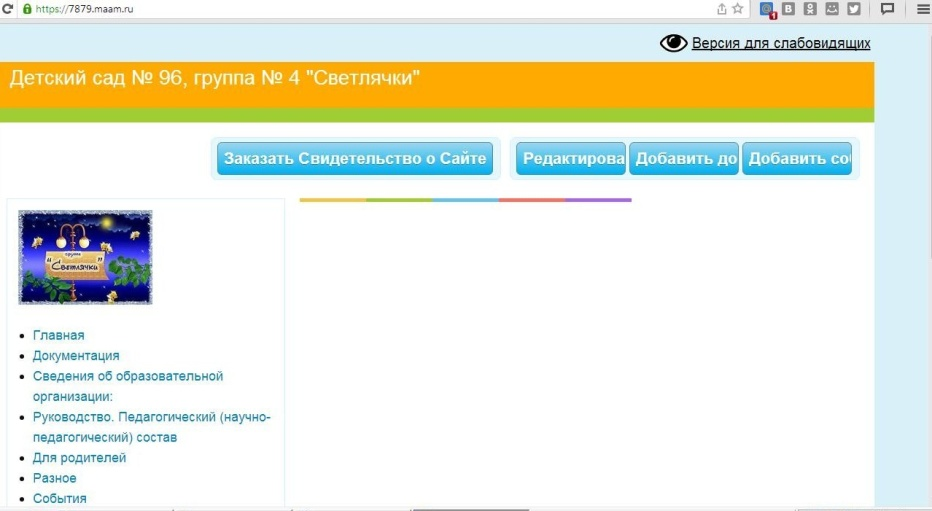 https://7879.maam.ru
Версия для слабовидящих
Детский сад № 96, группа № 4 "Светлячки"
Заказать Свидетельство о Сайте
Редактирова
Добавить до
Добавить со
группа
"Светлячки"
Главная
Документация
Сведения об образовательной
организации:
Руководство. Педагогический (научно-
педагогический) состав
Для родителей
Разное
События